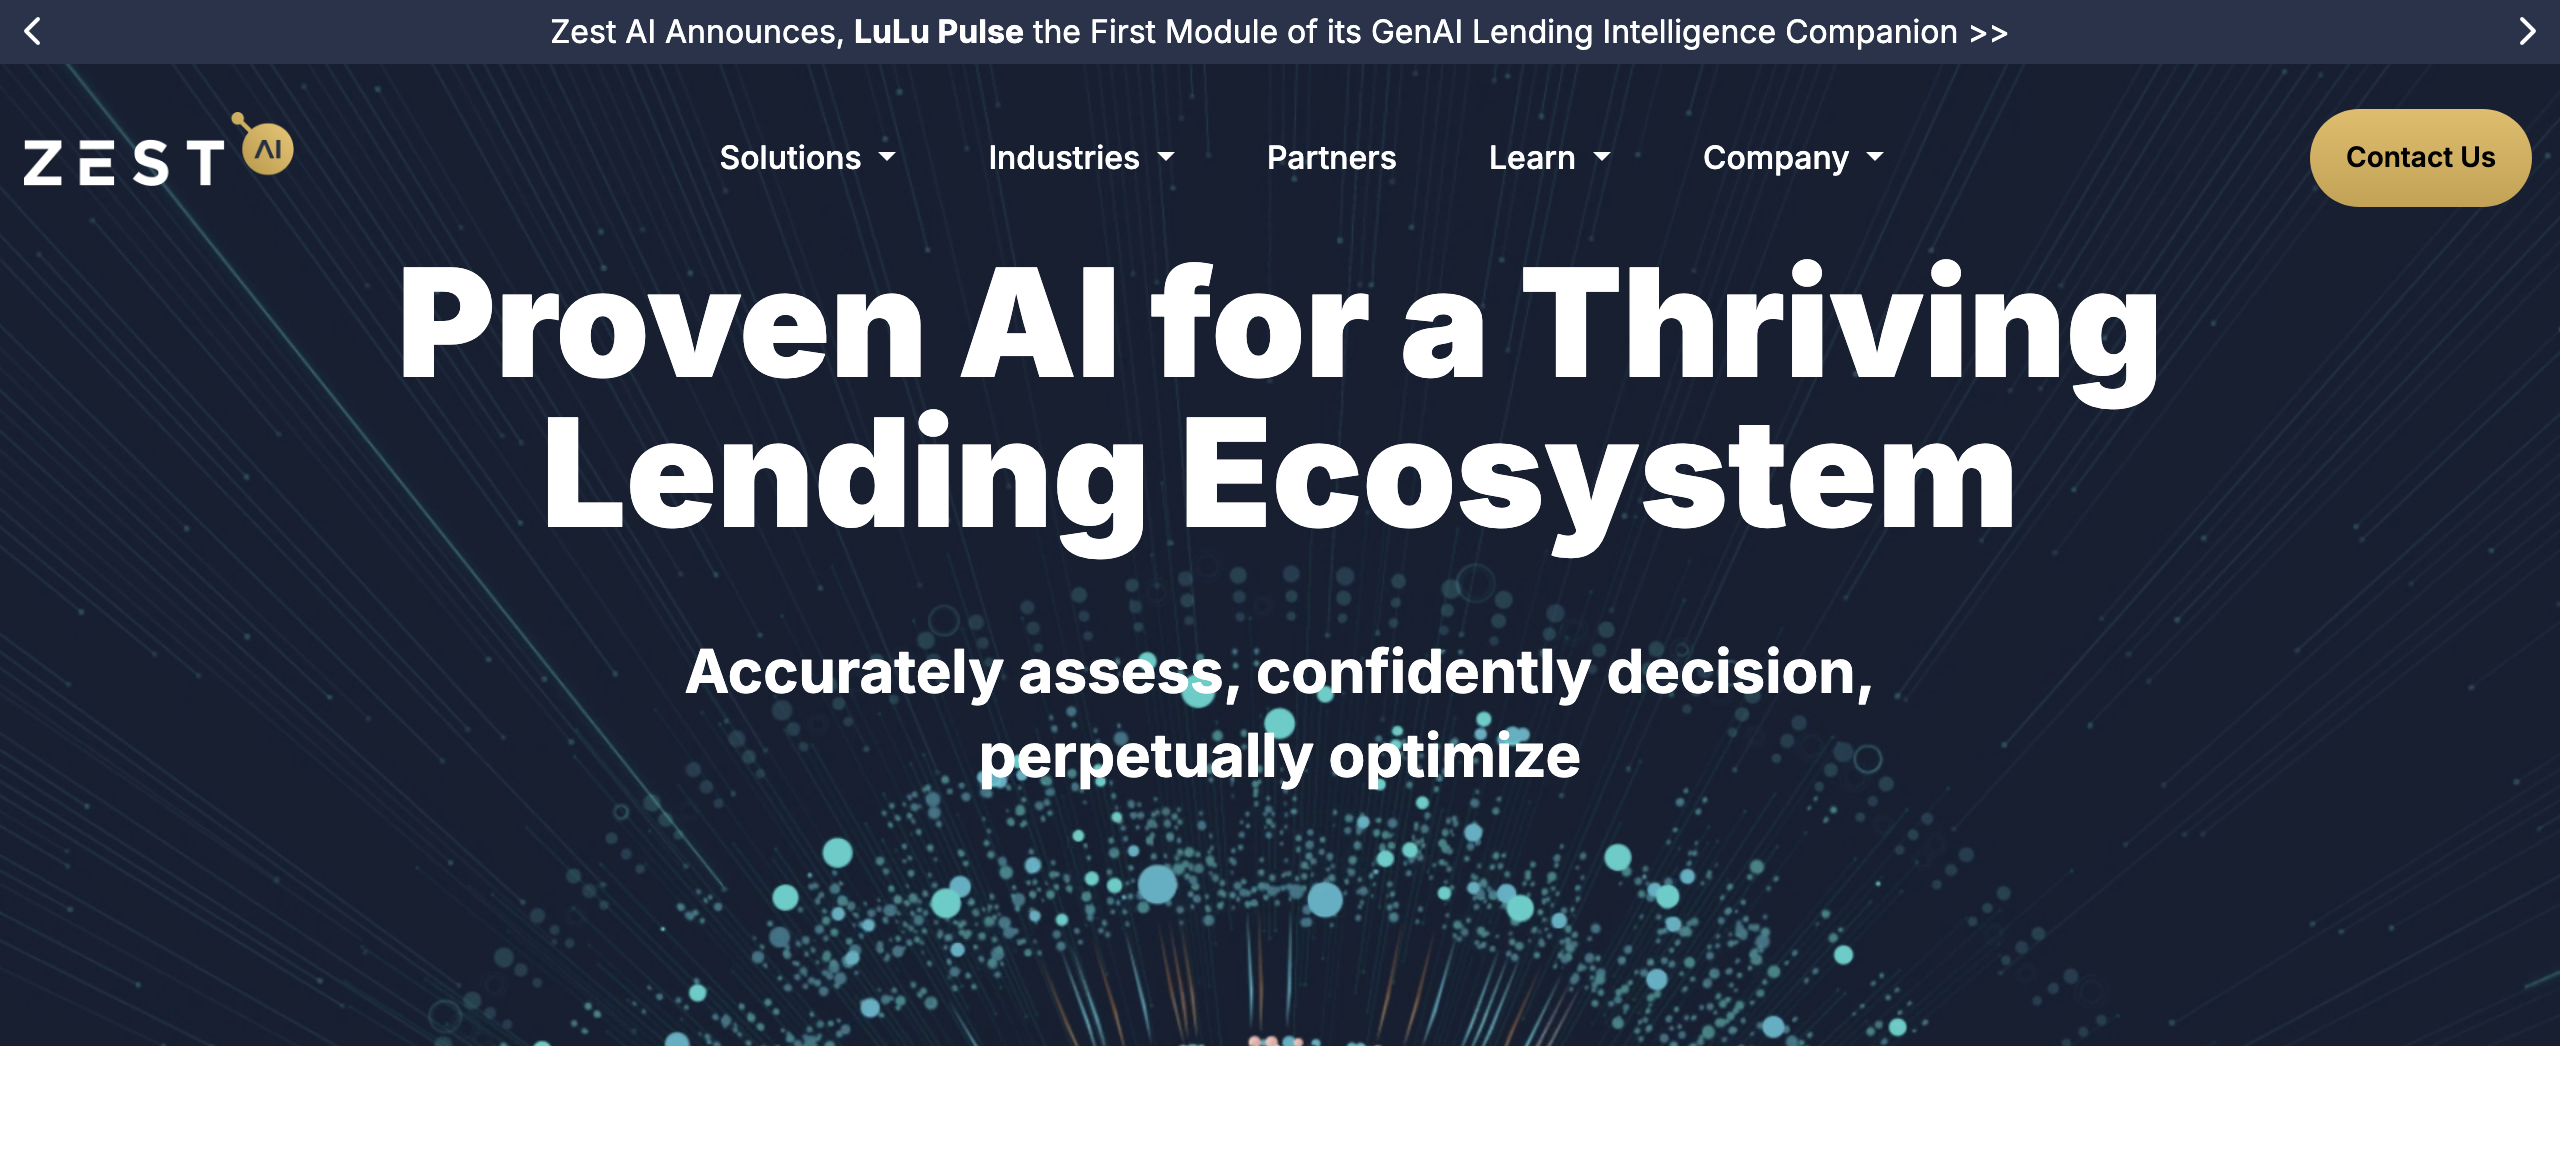 Zest AI Announces, LuLu Pulse the First Module of its GenAI Lending Intelligence Companion >>
ZEST AI
Solutions
Industries
Partners
Learn
Company
Contact Us
Proven AI for a Thriving
Lending Ecosystem
Accurately assess, confidently decision,
perpetually optimize